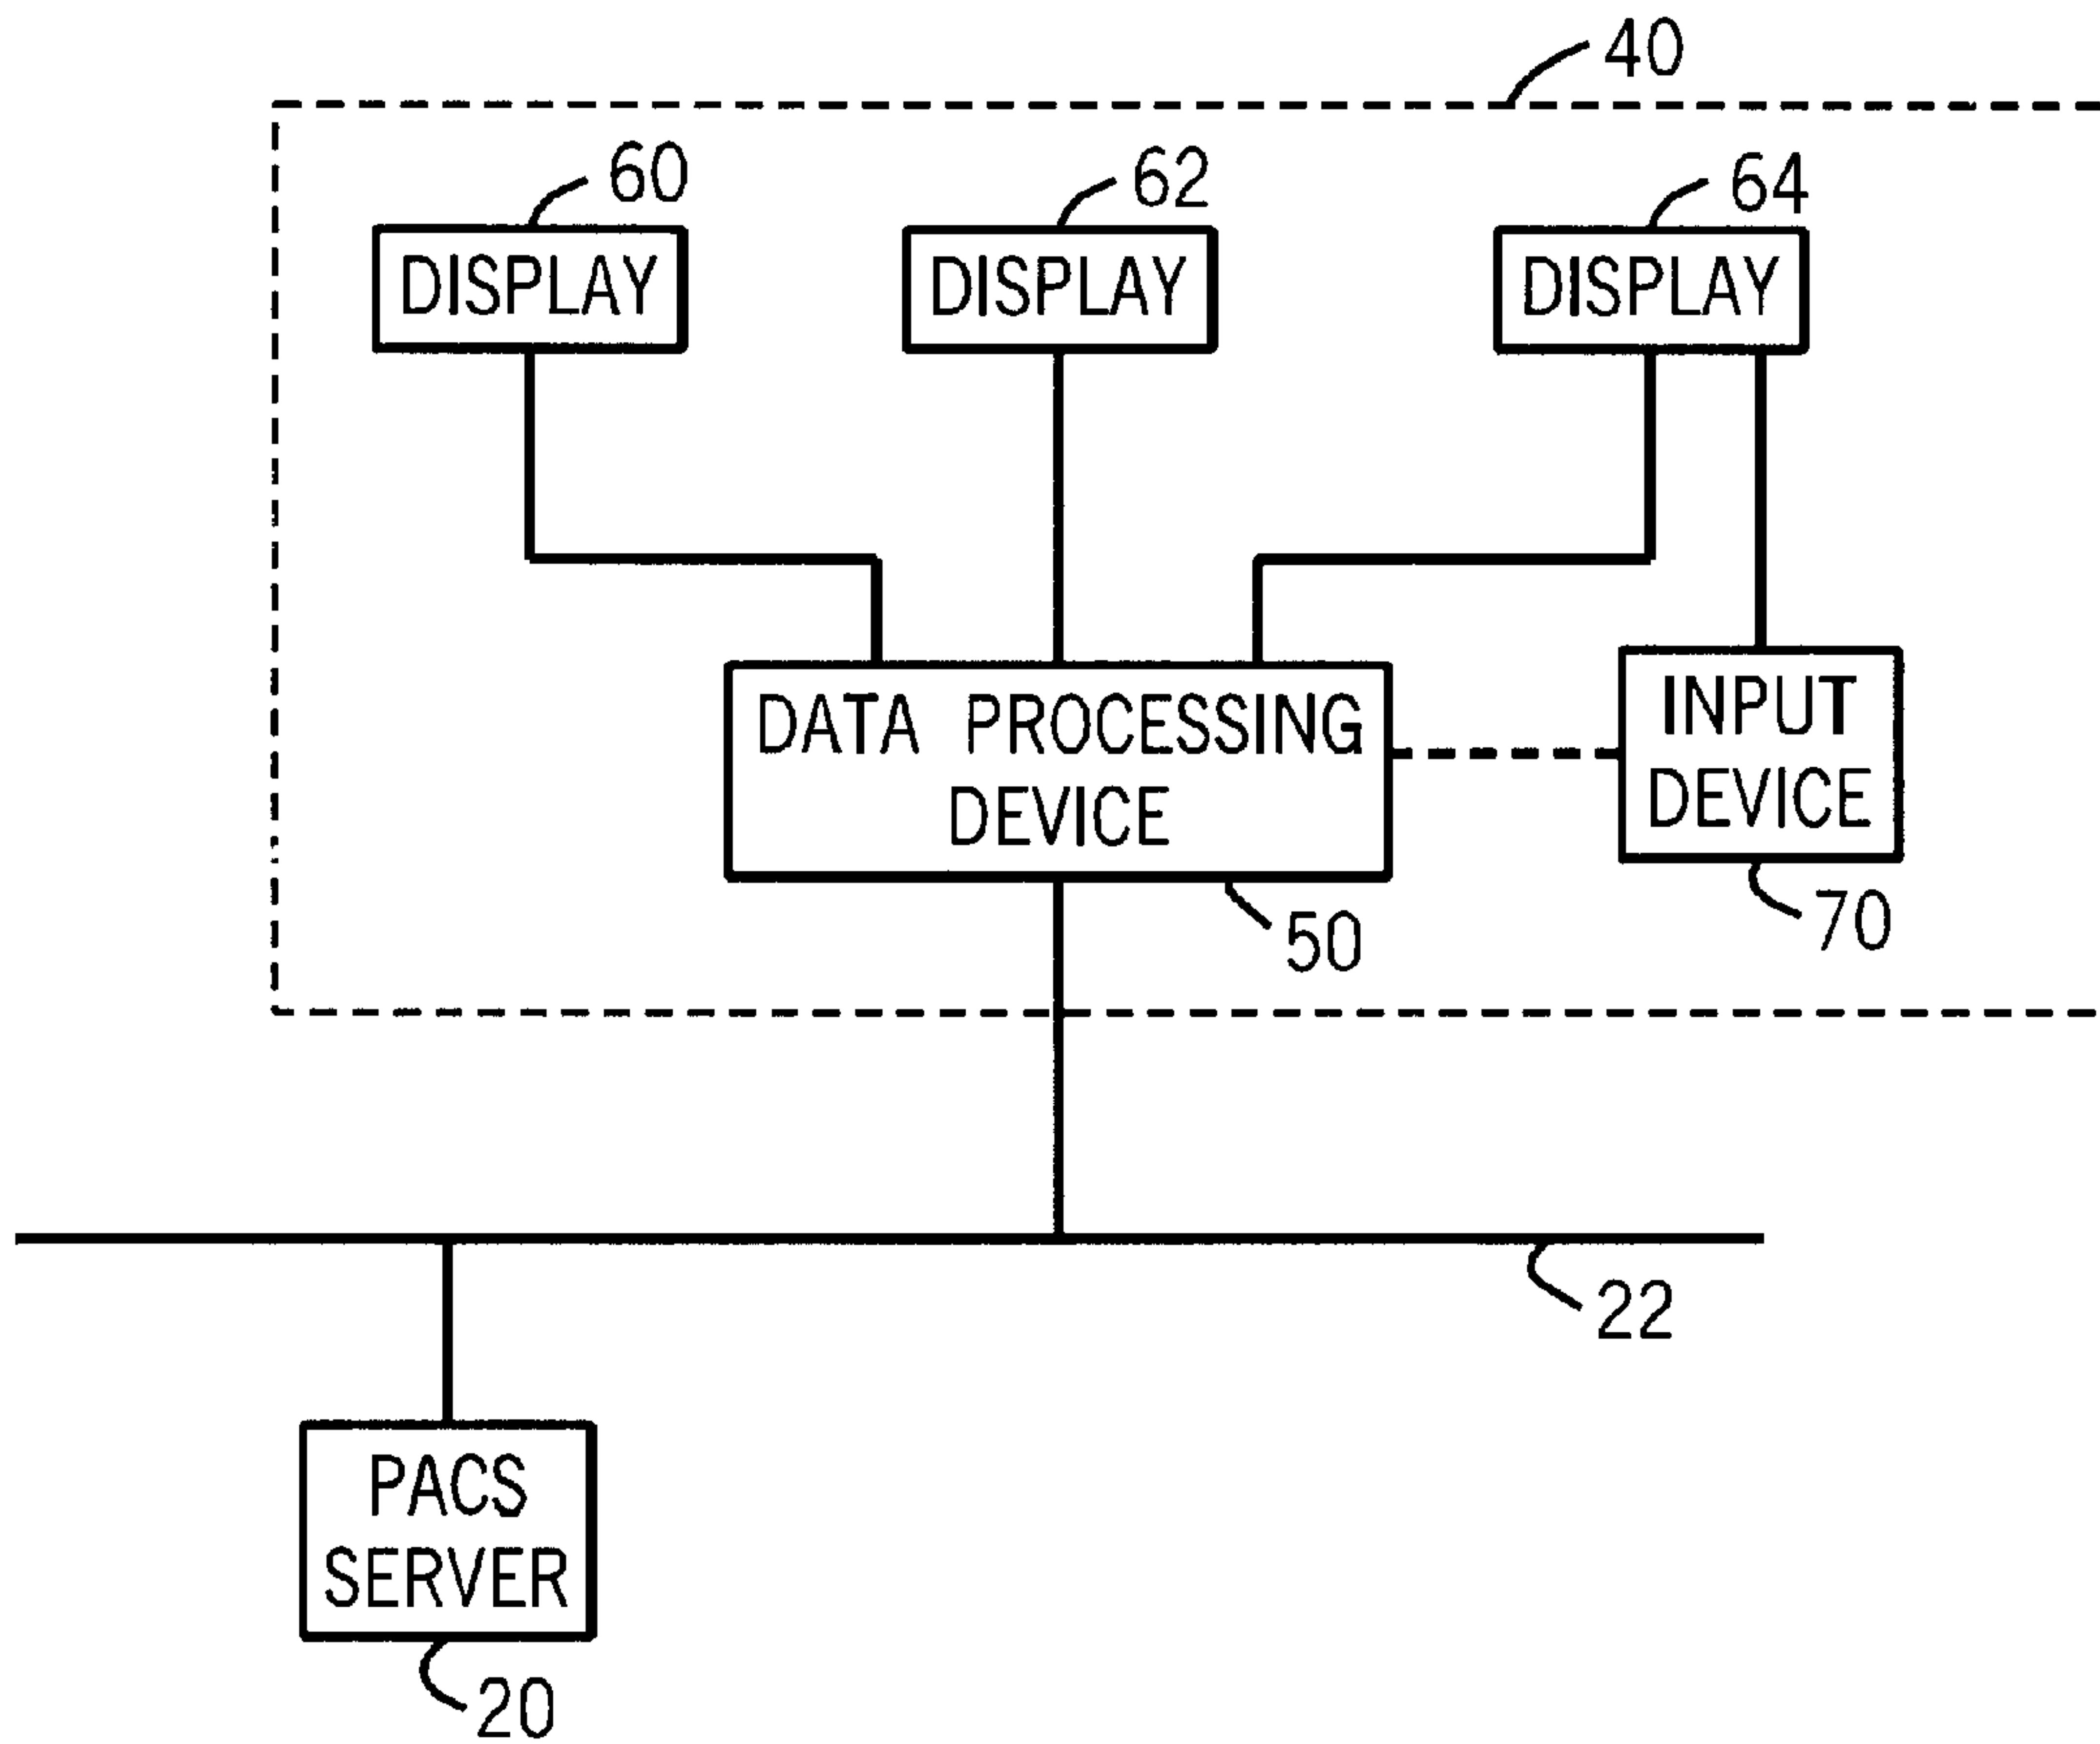 40
60
62
64
DISPLAY
DISPLAY
DISPLAY
DATA PROCESSING
DEVICE
INPUT
DEVICE
50
70
22
PACS
SERVER
20